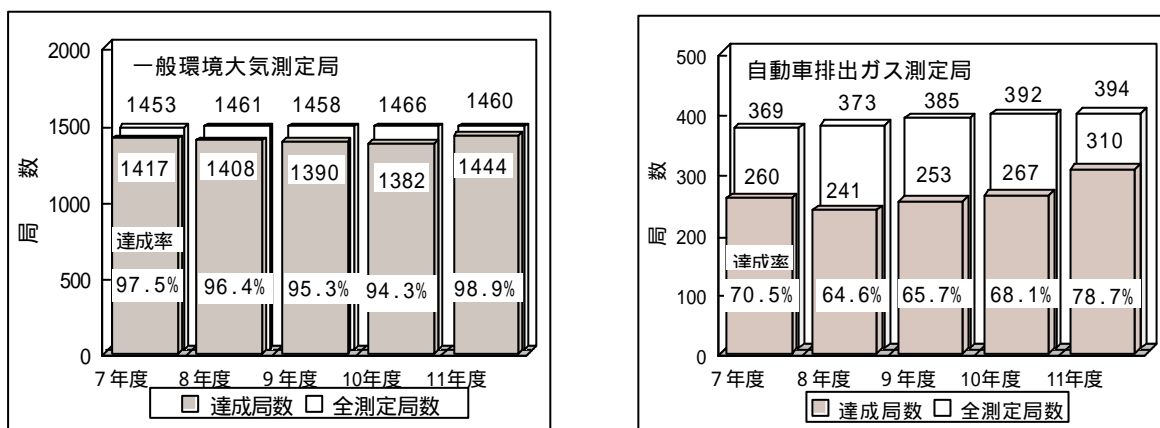 一般環境大気測定局
局 数
2000
1500
1000
500
0
1453 1461 1458 1466 1460
1417 1408 1390 1382 1444
達成率
97.5% 96.4% 95.3% 94.3% 98.9%
7年度 8年度 9年度 10年度 11年度
達成局数 全測定局数
自動車排出ガス測定局
局 数
500
400
300
200
100
0
369 373 385 392 394
260 241 253 267 310
達成率
70.5% 64.6% 65.7% 68.1% 78.7%
7年度 8年度 9年度 10年度 11年度
達成局数 全測定局数